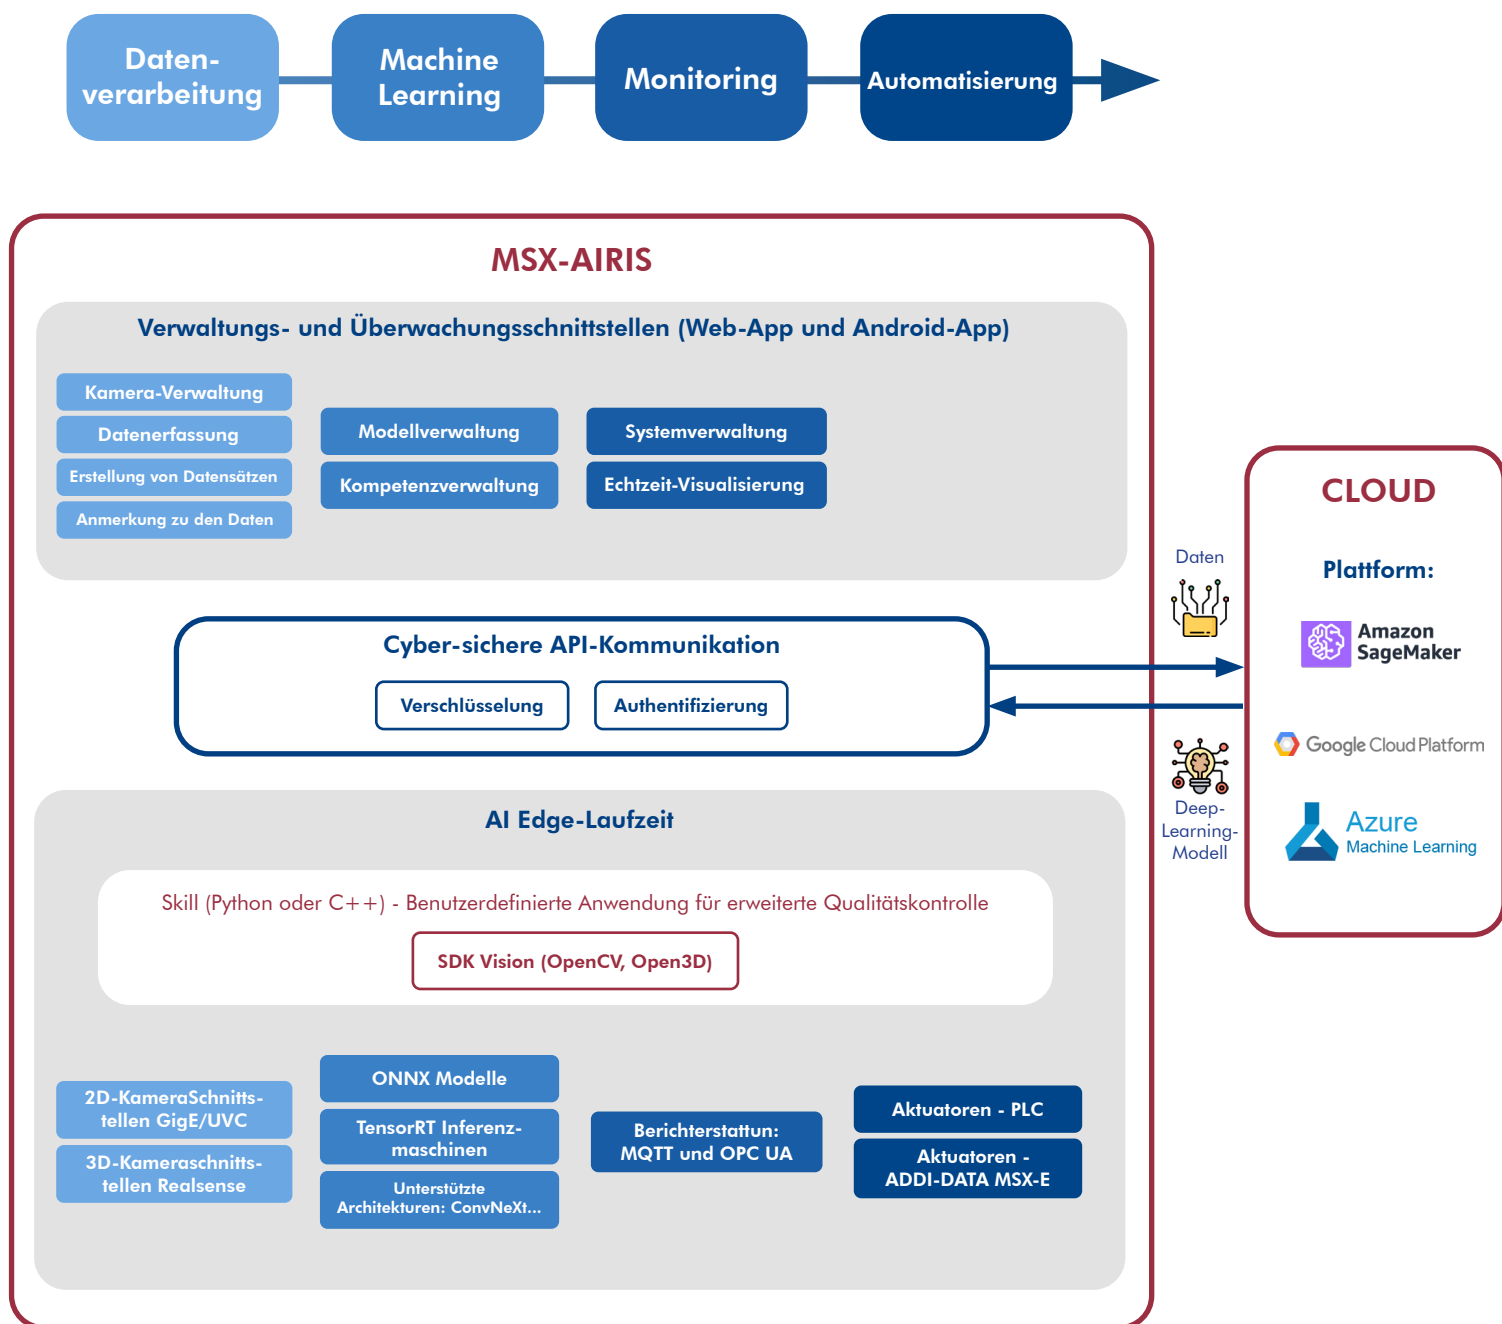 Daten-
verarbeitung
Machine
Learning
Monitoring
Automatisierung
MSX-AIRIS
Verwaltungs- und Überwachungsschnittstellen (Web-App und Android-App)
Kamera-Verwaltung
Datenerfassung
Erstellung von Datensätzen
Anmerkung zu den Daten
Modellverwaltung
Kompetenzverwaltung
Systemverwaltung
Echtzeit-Visualisierung
Cyber-sichere API-Kommunikation
Verschlüsselung
Authentifizierung
Daten
Deep-
Learning-
Modell
CLOUD
Plattform:
Amazon
SageMaker
Google Cloud Platform
Azure
Machine Learning
AI Edge-Laufzeit
Skill (Python oder C++) - Benutzerdefinierte Anwendung für erweiterte Qualitätskontrolle
SDK Vision (OpenCV, Open3D)
2D-KameraSchnitts-
tellen GigE/UVC
3D-Kameraschnitts-
tellen Realsense
ONNX Modelle
TensorRT Inferenz-
maschinen
Unterstützte
Architekturen: ConvNeXt...
Berichterstattun:
MQTT und OPC UA
Aktuatoren - PLC
Aktuatoren -
ADDI-DATA MSX-E